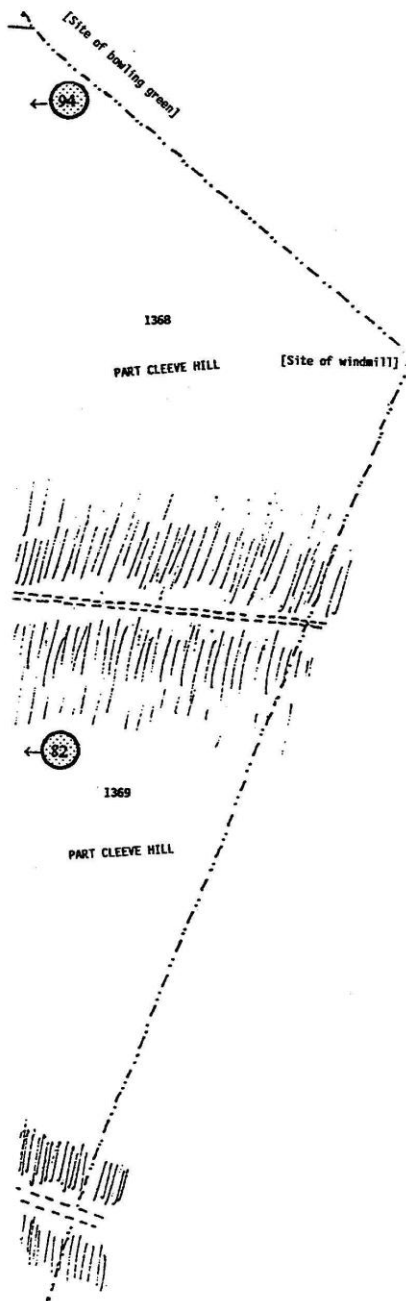 [Site of bowling green]
94
1368
PART CLEEVE HILL
[Site of windmill]
82
1369
PART CLEEVE HILL